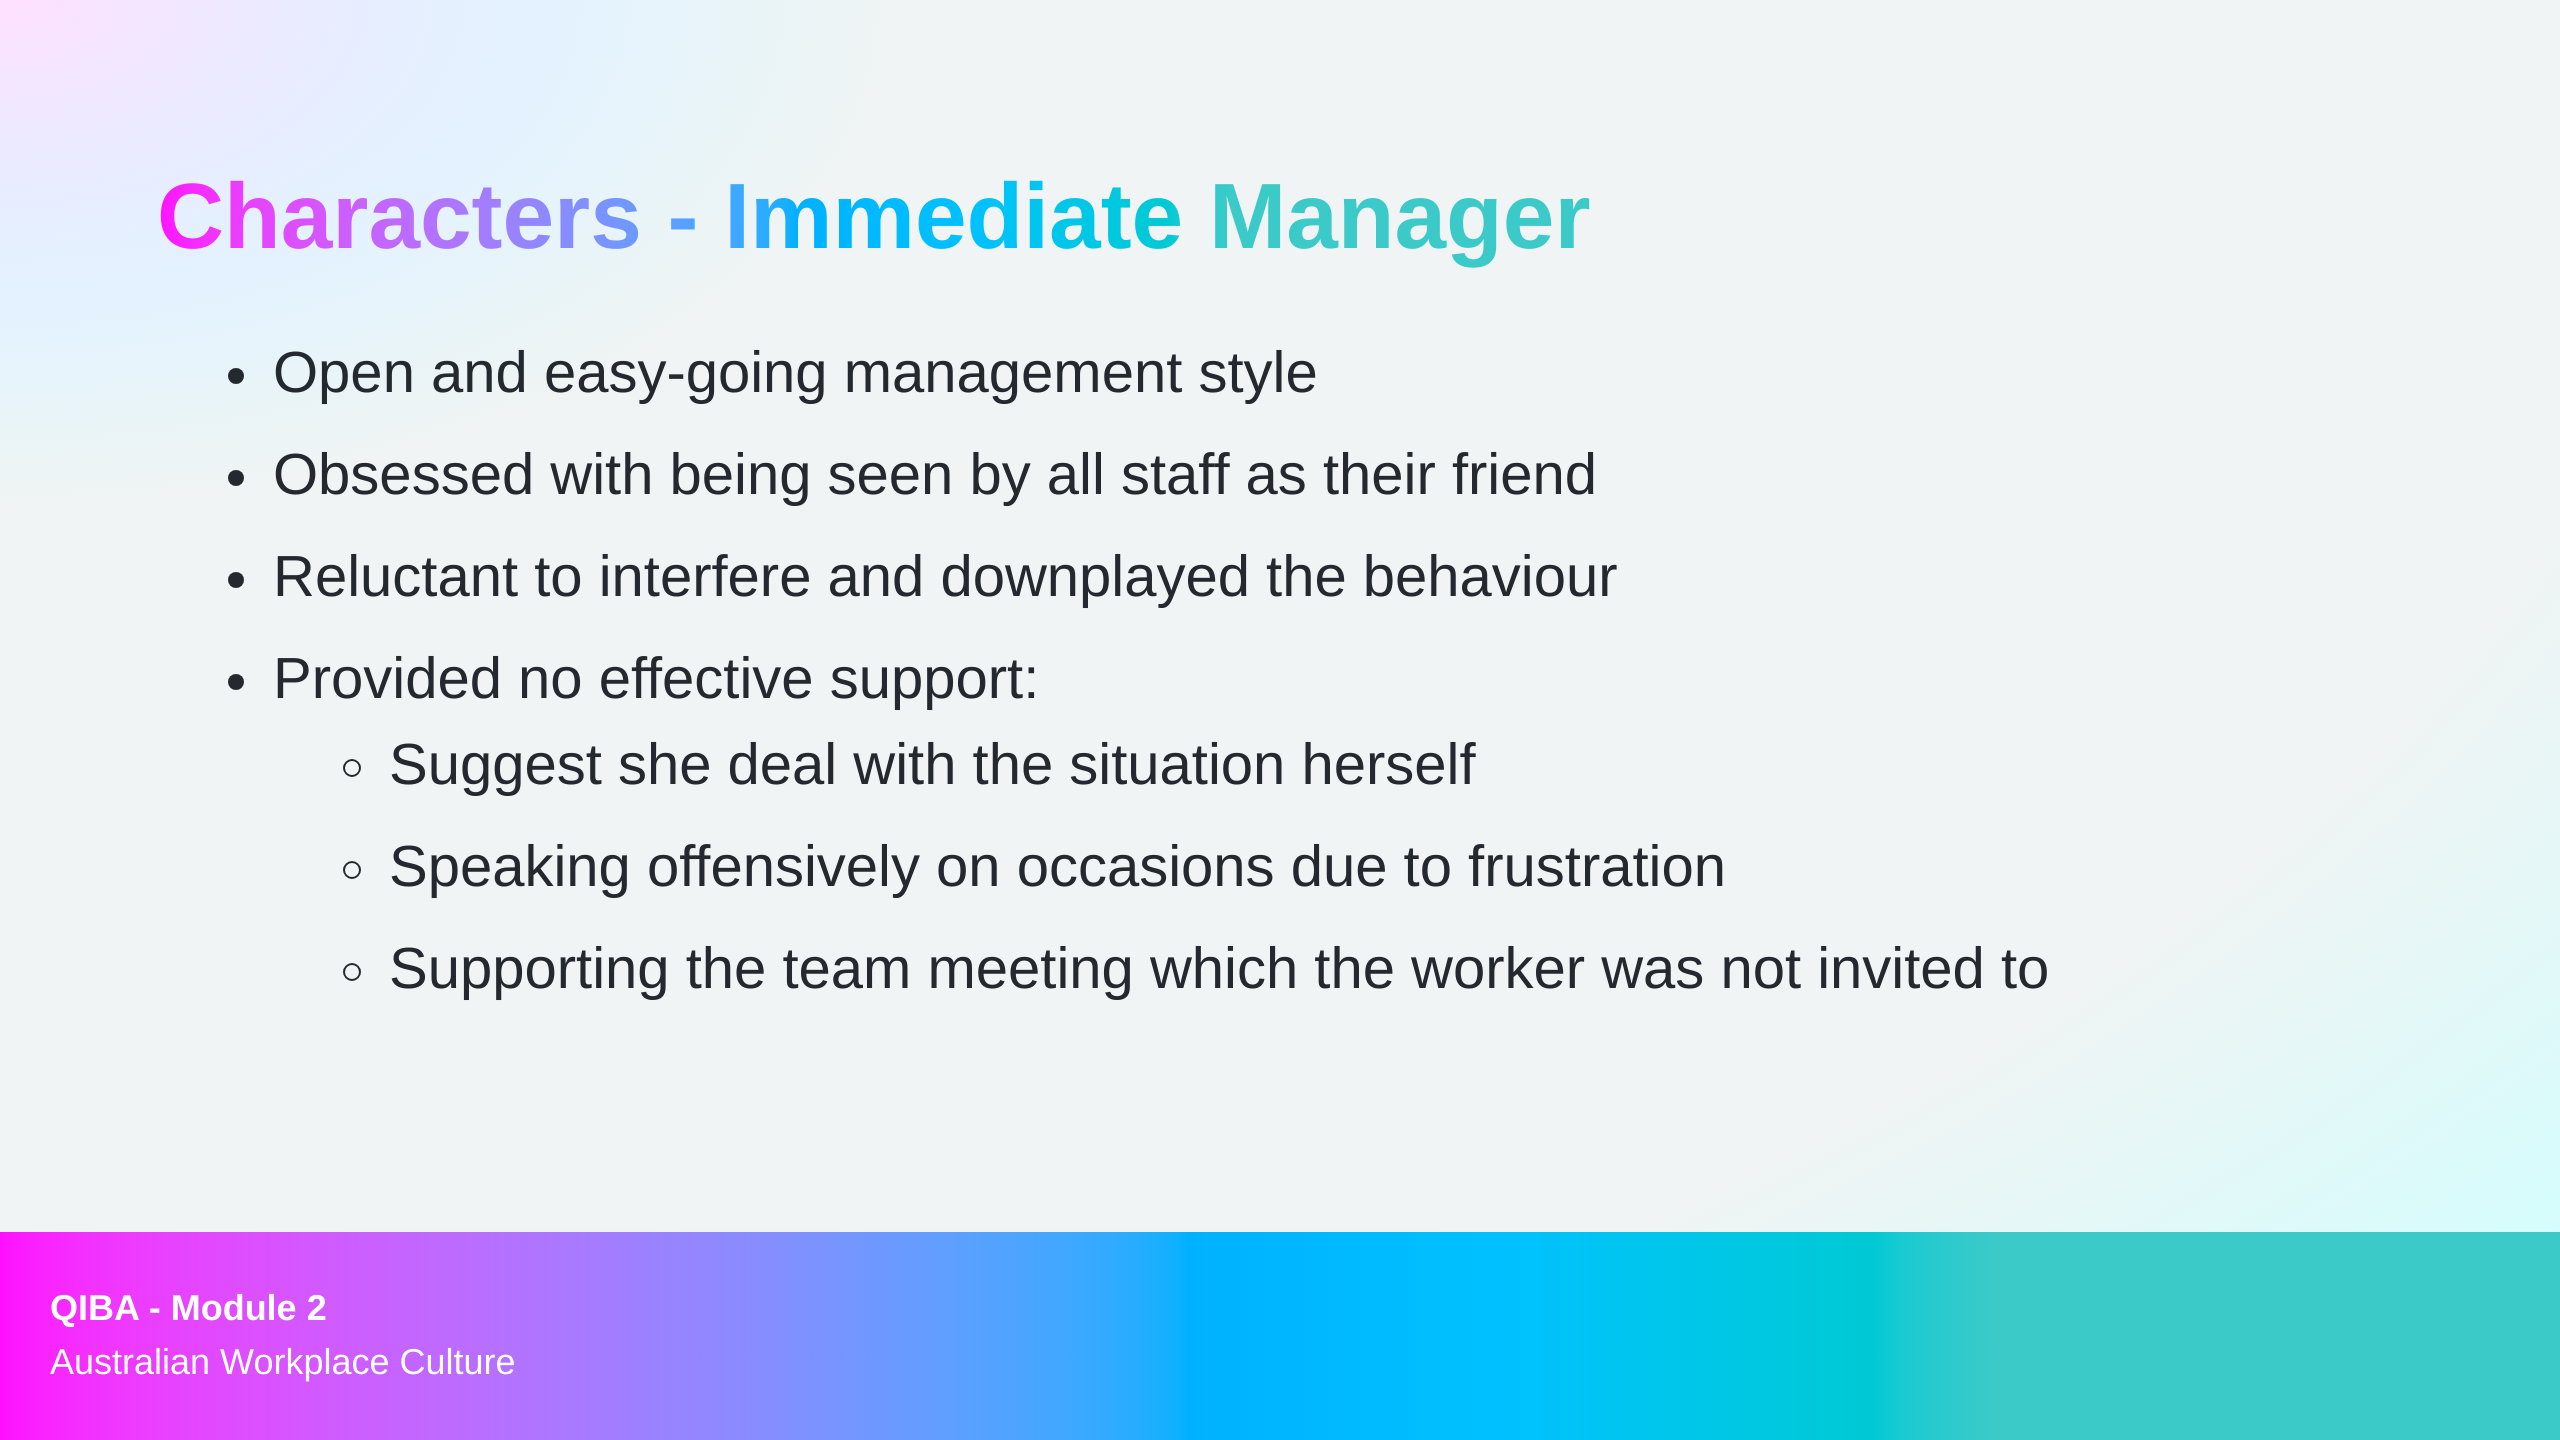 Characters - Immediate Manager
• Open and easy-going management style
• Obsessed with being seen by all staff as their friend
• Reluctant to interfere and downplayed the behaviour
• Provided no effective support:
◦ Suggest she deal with the situation herself
◦ Speaking offensively on occasions due to frustration
◦ Supporting the team meeting which the worker was not invited to
QIBA - Module 2
Australian Workplace Culture